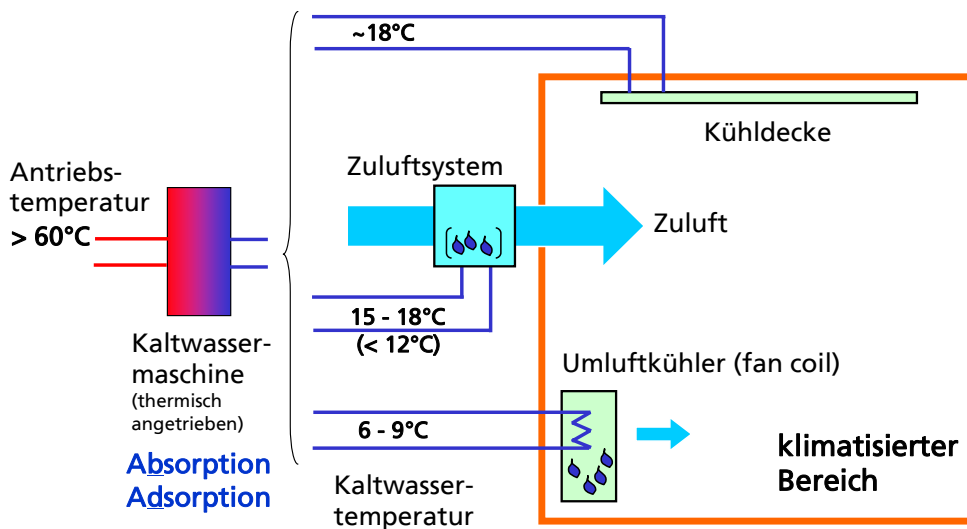 ~18°C
Kühldecke
Antriebs-
temperatur
> 60°C
Zuluftsystem
Zuluft
15 - 18°C
(< 12°C)
Kaltwasser-
maschine
(thermisch
angetrieben)
Absorption
Adsorption
Umluftkühler (fan coil)
6 - 9°C
Kaltwasser-
temperatur
klimatisierter
Bereich